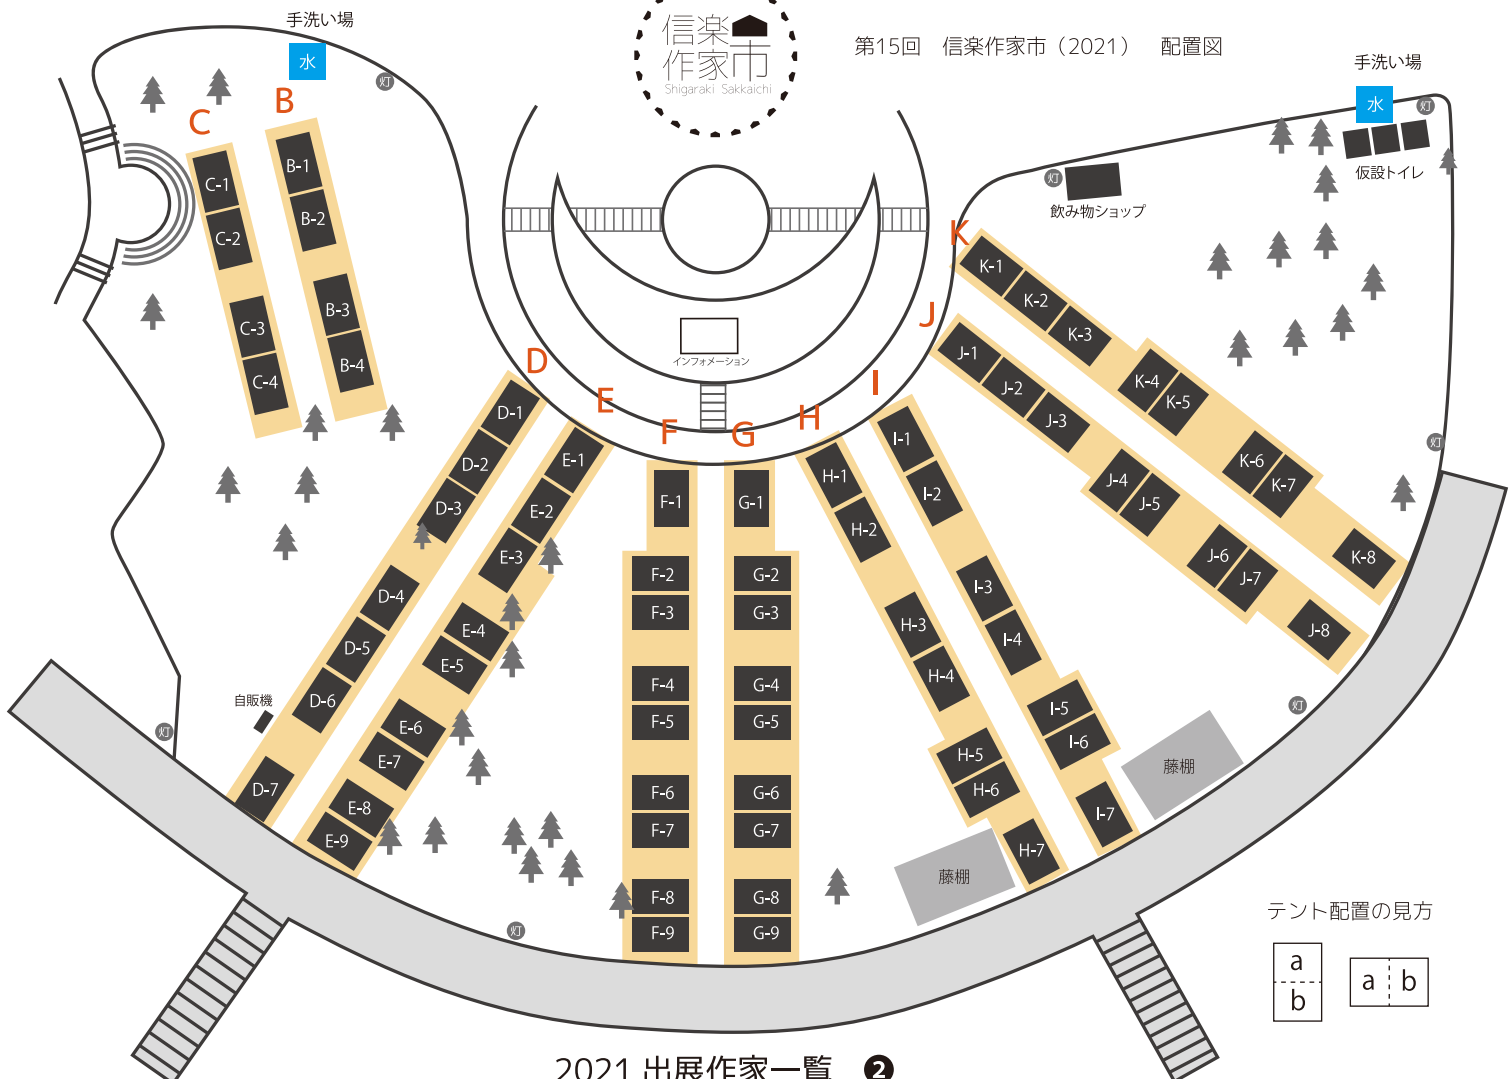 手洗い場
水
灯
信楽
作家市
Shigaraki Sakkaichi
第15回 信楽作家市（2021） 配置図
手洗い場
水
灯
仮設トイレ
灯
飲み物ショップ
C
B
C-1
C-2
C-3
C-4
B-1
B-2
B-3
B-4
インフォメーション
D
E
F
G
H
I
J
K
D-1
D-2
D-3
D-4
D-5
D-6
D-7
E-1
E-2
E-3
E-4
E-5
E-6
E-7
E-8
E-9
F-1
F-2
F-3
F-4
F-5
F-6
F-7
F-8
F-9
G-1
G-2
G-3
G-4
G-5
G-6
G-7
G-8
G-9
H-1
H-2
H-3
H-4
H-5
H-6
H-7
I-1
I-2
I-3
I-4
I-5
I-6
I-7
J-1
J-2
J-3
J-4
J-5
J-6
J-7
J-8
K-1
K-2
K-3
K-4
K-5
K-6
K-7
K-8
灯
自販機
灯
灯
灯
藤棚
藤棚
テント配置の見方
a
b
a b
2021 出展作家一覧 ❷